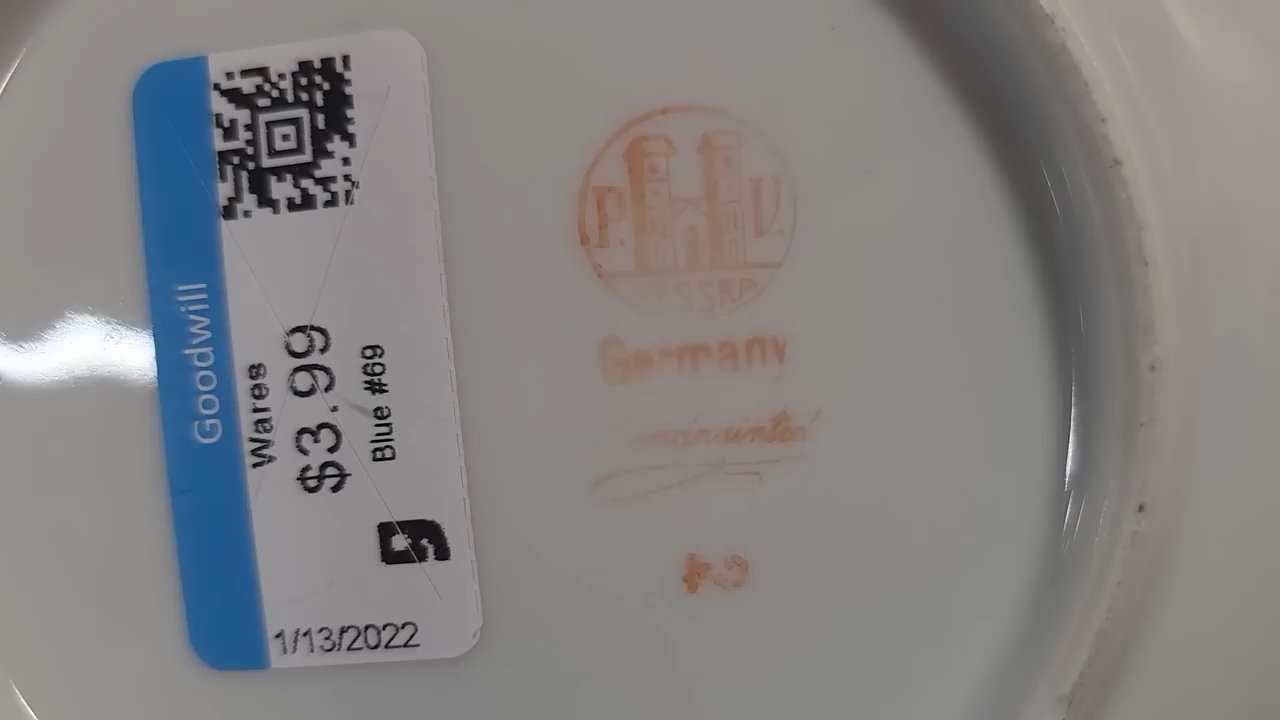 Goodwill
Wares
$3.99
Blue #69
1/13/2022
P. V.
Germany